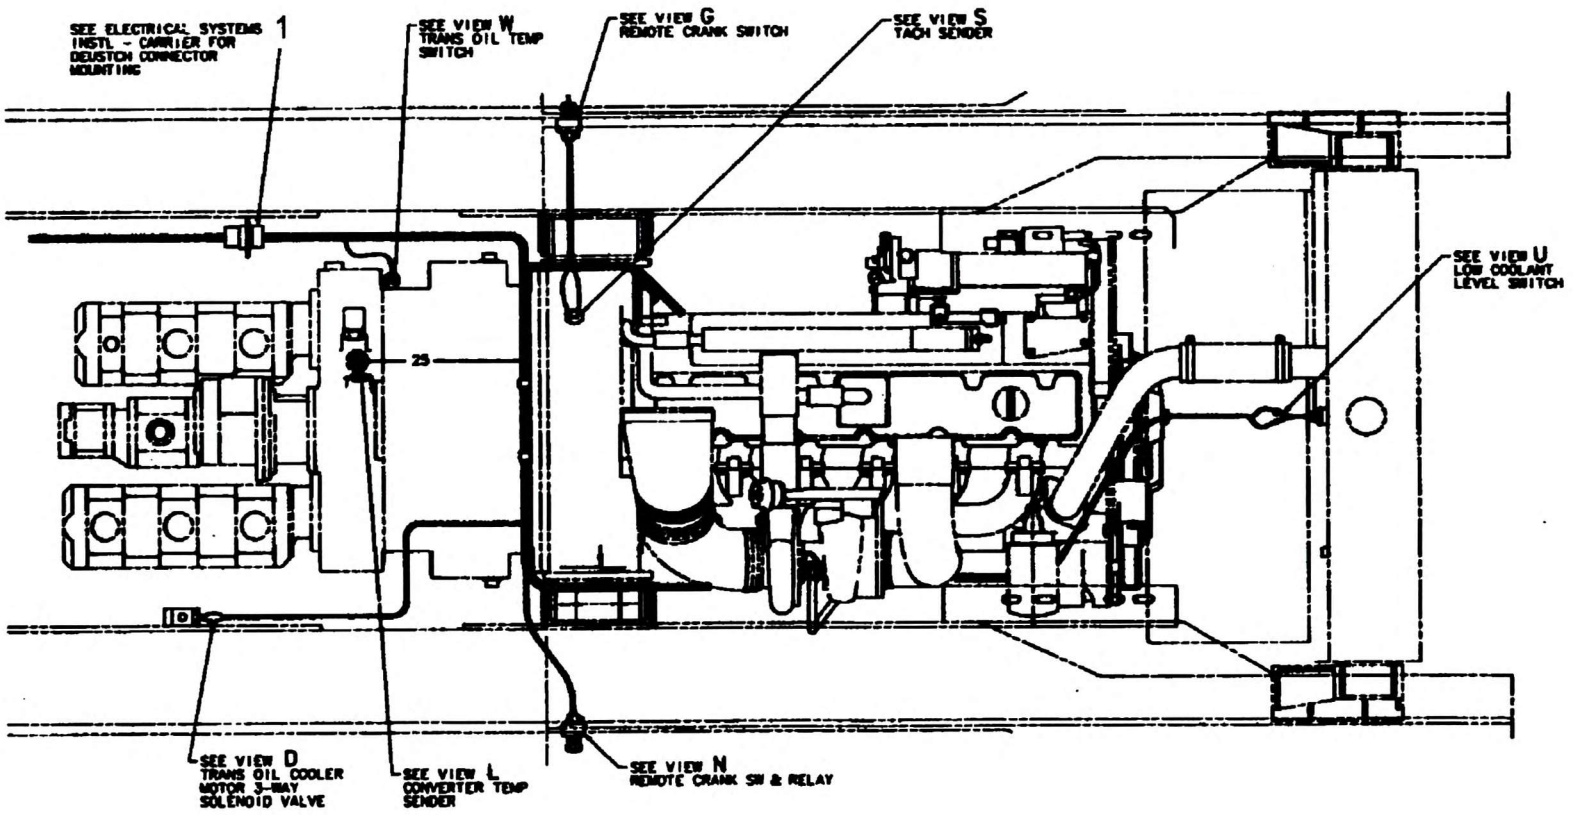 SEE ELECTRICAL SYSTEMS 1
INSTL - CARRIER FOR
DEUSTCH CONNECTOR
MOUNTING
SEE VIEW W
TRANS OIL TEMP
SWITCH
SEE VIEW G
REMOTE CRANK SWITCH
SEE VIEW S
TACH SENDER
SEE VIEW U
LOW COOLANT
LEVEL SWITCH
25
SEE VIEW D
TRANS OIL COOLER
MOTOR 3-WAY
SOLENOID VALVE
SEE VIEW L
CONVERTER TEMP
SENDER
SEE VIEW N
REMOTE CRANK SW & RELAY